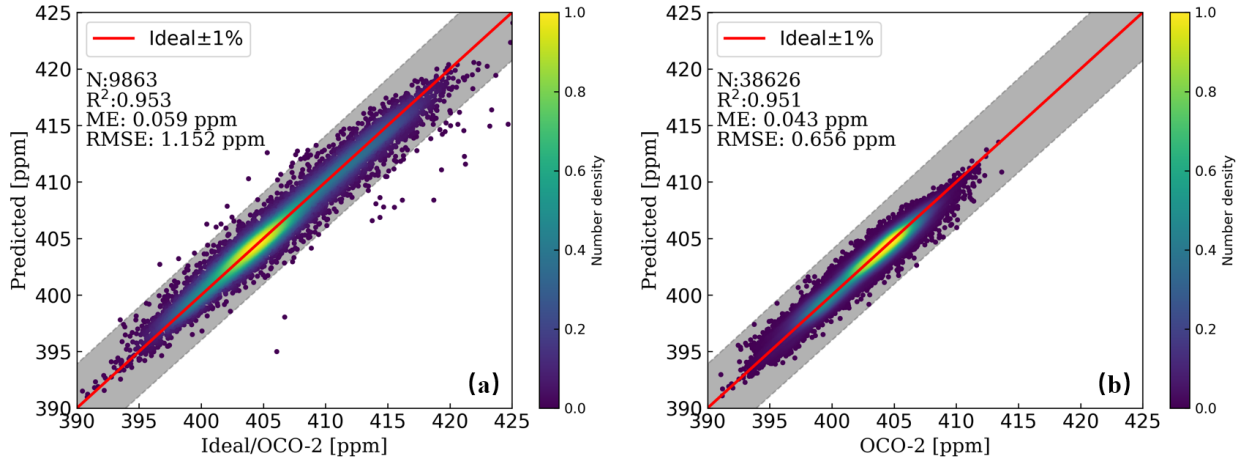 Ideal±1%
N:9863
R²:0.953
ME: 0.059 ppm
RMSE: 1.152 ppm
425
420
415
410
405
400
395
390
Predicted [ppm]
390 395 400 405 410 415 420 425
Ideal/OCO-2 [ppm]
(a)
1.0
0.8
0.6
0.4
0.2
0.0
Number density
Ideal±1%
N:38626
R²:0.951
ME: 0.043 ppm
RMSE: 0.656 ppm
425
420
415
410
405
400
395
390
Predicted [ppm]
390 395 400 405 410 415 420 425
OCO-2 [ppm]
(b)
1.0
0.8
0.6
0.4
0.2
0.0
Number density